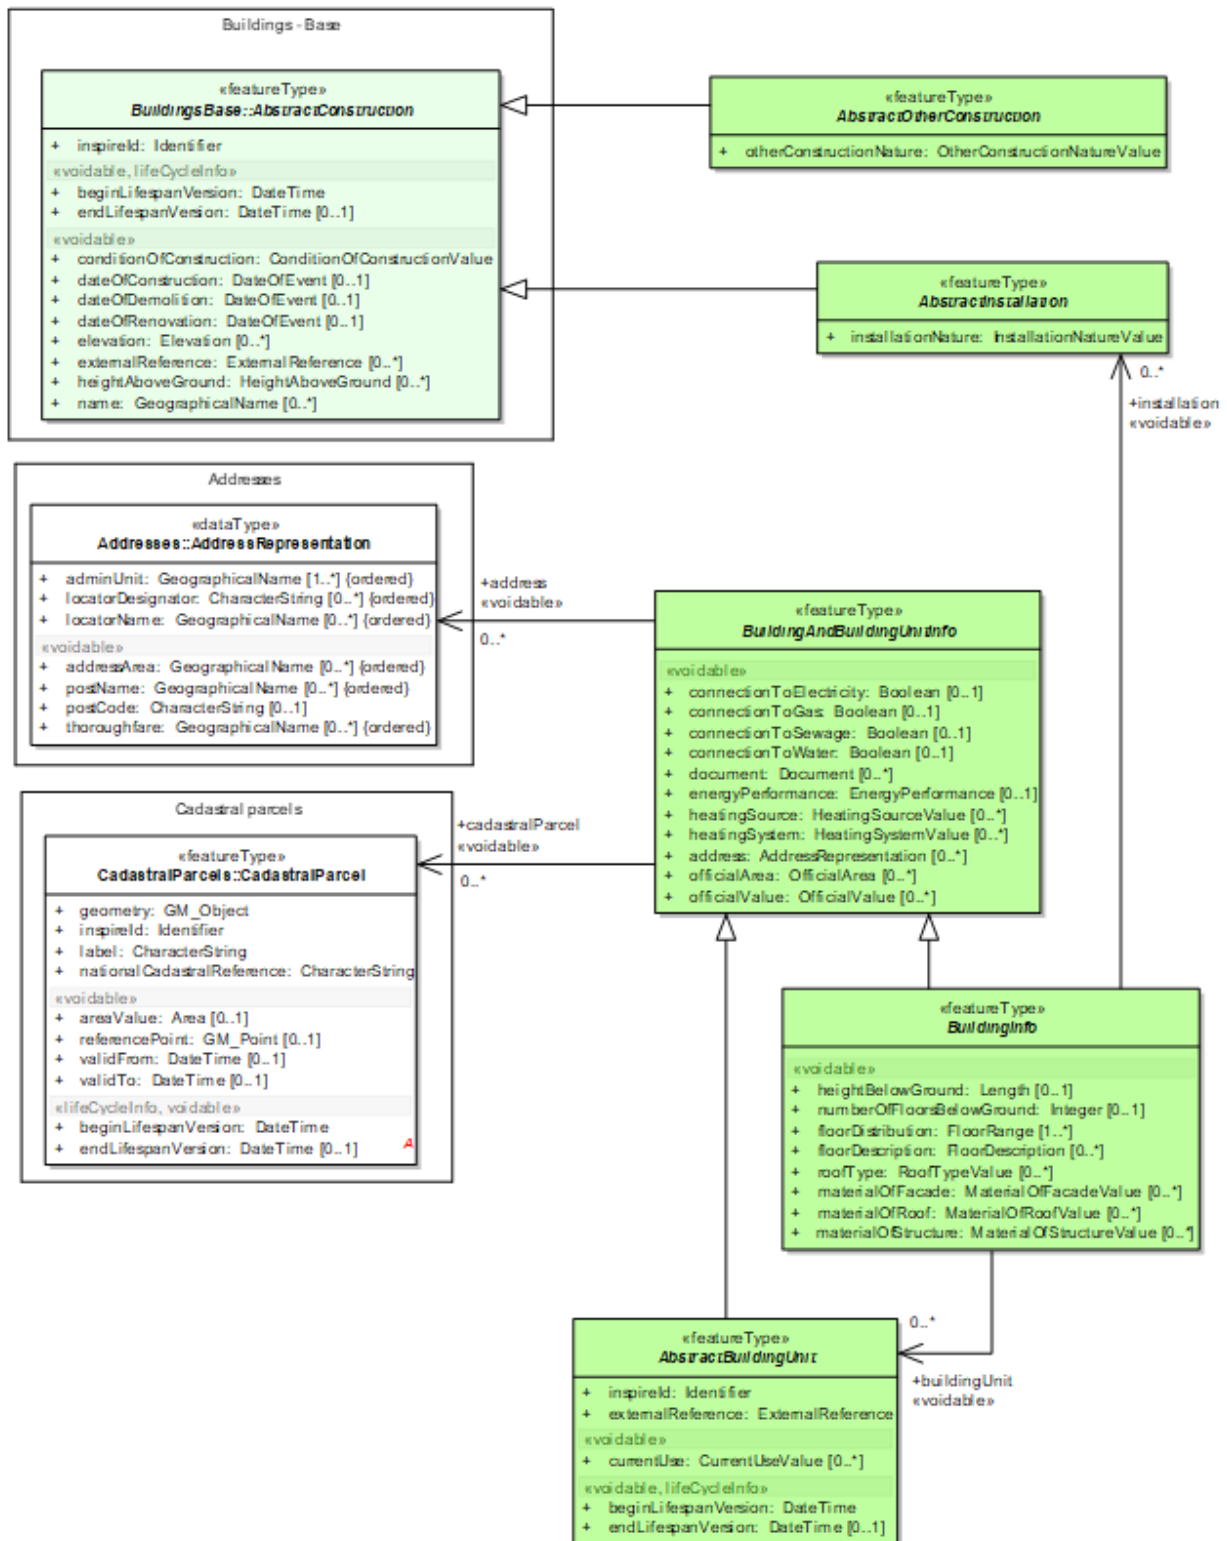 Buildings - Base
«featureType»
BuildingsBase::AbstractConstruction
+ inspireId: Identifier
«voidable, lifeCycleInfo»
+ beginLifespanVersion: DateTime
+ endLifespanVersion: DateTime [0..1]
«voidable»
+ conditionOfConstruction: ConditionOfConstructionValue
+ dateOfConstruction: DateOfEvent [0..1]
+ dateOfDemolition: DateOfEvent [0..1]
+ dateOfRenovation: DateOfEvent [0..1]
+ elevation: Elevation [0..*]
+ externalReference: ExternalReference [0..*]
+ heightAboveGround: HeightAboveGround [0..*]
+ name: GeographicalName [0..*]
«featureType»
AbstractOtherConstruction
+ otherConstructionNature: OtherConstructionNatureValue
«featureType»
AbstractInstallation
+ installationNature: InstallationNatureValue
0..*
+installation
«voidable»
Addresses
«dataType»
Addresses::AddressRepresentation
+ adminUnit: GeographicalName [1..*] {ordered}
+ locatorDesignator: CharacterString [0..*] {ordered}
+ locatorName: GeographicalName [0..*] {ordered}
«voidable»
+ addressArea: GeographicalName [0..*] {ordered}
+ postName: GeographicalName [0..*] {ordered}
+ postCode: CharacterString [0..1]
+ thoroughfare: GeographicalName [0..*] {ordered}
+address
«voidable»
0..*
«featureType»
BuildingAndBuildingUnitInfo
«voidable»
+ connectionToElectricity: Boolean [0..1]
+ connectionToGas: Boolean [0..1]
+ connectionToSewage: Boolean [0..1]
+ connectionToWater: Boolean [0..1]
+ document: Document [0..*]
+ energyPerformance: EnergyPerformance [0..1]
+ heatingSource: HeatingSourceValue [0..*]
+ heatingSystem: HeatingSystemValue [0..*]
+ address: AddressRepresentation [0..*]
+ officialArea: OfficialArea [0..*]
+ officialValue: OfficialValue [0..*]
Cadastral parcels
«featureType»
CadastralParcels::CadastralParcel
+ geometry: GM_Object
+ inspireId: Identifier
+ label: CharacterString
+ nationalCadastralReference: CharacterString
«voidable»
+ areaValue: Area [0..1]
+ referencePoint: GM_Point [0..1]
+ validFrom: DateTime [0..1]
+ validTo: DateTime [0..1]
«lifeCycleInfo, voidable»
+ beginLifespanVersion: DateTime
+ endLifespanVersion: DateTime [0..1]
A
+cadastralParcel
«voidable»
0..*
«featureType»
BuildingInfo
«voidable»
+ heightBelowGround: Length [0..1]
+ numberOfFloorsBelowGround: Integer [0..1]
+ floorDistribution: FloorRange [1..*]
+ floorDescription: FloorDescription [0..*]
+ roofType: RoofTypeValue [0..*]
+ materialOfFacade: MaterialOfFacadeValue [0..*]
+ materialOfRoof: MaterialOfRoofValue [0..*]
+ materialOfStructure: MaterialOfStructureValue [0..*]
0..*
+buildingUnit
«voidable»
«featureType»
AbstractBuildingUnit
+ inspireId: Identifier
+ externalReference: ExternalReference
«voidable»
+ currentUse: CurrentUseValue [0..*]
«voidable, lifeCycleInfo»
+ beginLifespanVersion: DateTime
+ endLifespanVersion: DateTime [0..1]